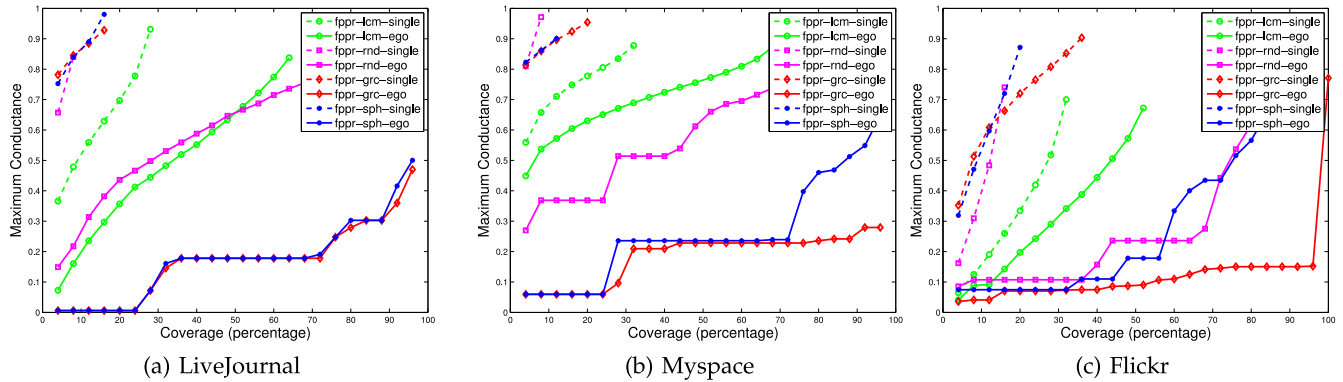 1
0.9
0.8
0.7
0.6
0.5
0.4
0.3
0.2
0.1
0
0 10 20 30 40 50 60 70 80 90 100
Maximum Conductance
Coverage (percentage)
fppr-lcm-single
fppr-lcm-ego
fppr-rnd-single
fppr-rnd-ego
fppr-grc-single
fppr-grc-ego
fppr-sph-single
fppr-sph-ego
(a) LiveJournal
1
0.9
0.8
0.7
0.6
0.5
0.4
0.3
0.2
0.1
0
0 10 20 30 40 50 60 70 80 90 100
Maximum Conductance
Coverage (percentage)
fppr-lcm-single
fppr-lcm-ego
fppr-rnd-single
fppr-rnd-ego
fppr-grc-single
fppr-grc-ego
fppr-sph-single
fppr-sph-ego
(b) Myspace
1
0.9
0.8
0.7
0.6
0.5
0.4
0.3
0.2
0.1
0
0 10 20 30 40 50 60 70 80 90 100
Maximum Conductance
Coverage (percentage)
fppr-lcm-single
fppr-lcm-ego
fppr-rnd-single
fppr-rnd-ego
fppr-grc-single
fppr-grc-ego
fppr-sph-single
fppr-sph-ego
(c) Flickr